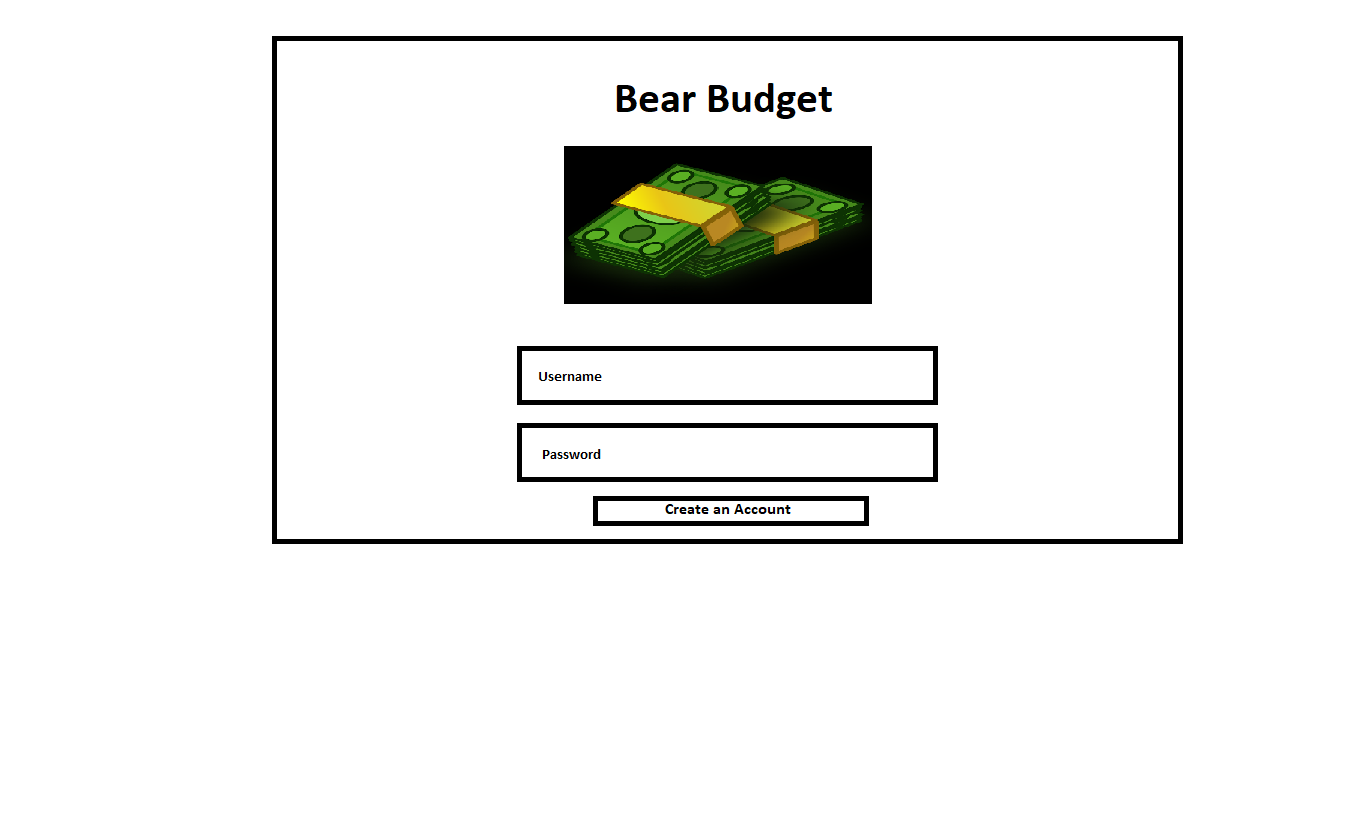 Bear Budget
Username
Password
Create an Account